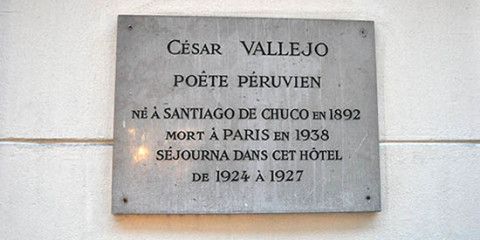 César VALLEJO
POÊTE PÉRUVIEN
NÉ À SANTIAGO DE CHUCO EN 1892
MORT À PARIS EN 1938
SÉJOURNA DANS CET HÔTEL
DE 1924 À 1927